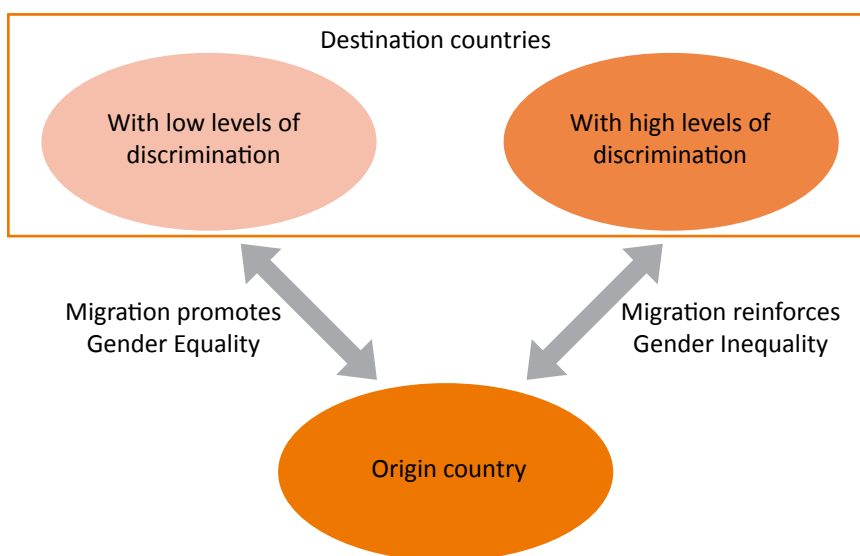 Destination countries
With low levels of
discrimination
With high levels of
discrimination
Migration promotes
Gender Equality
Migration reinforces
Gender Inequality
Origin country